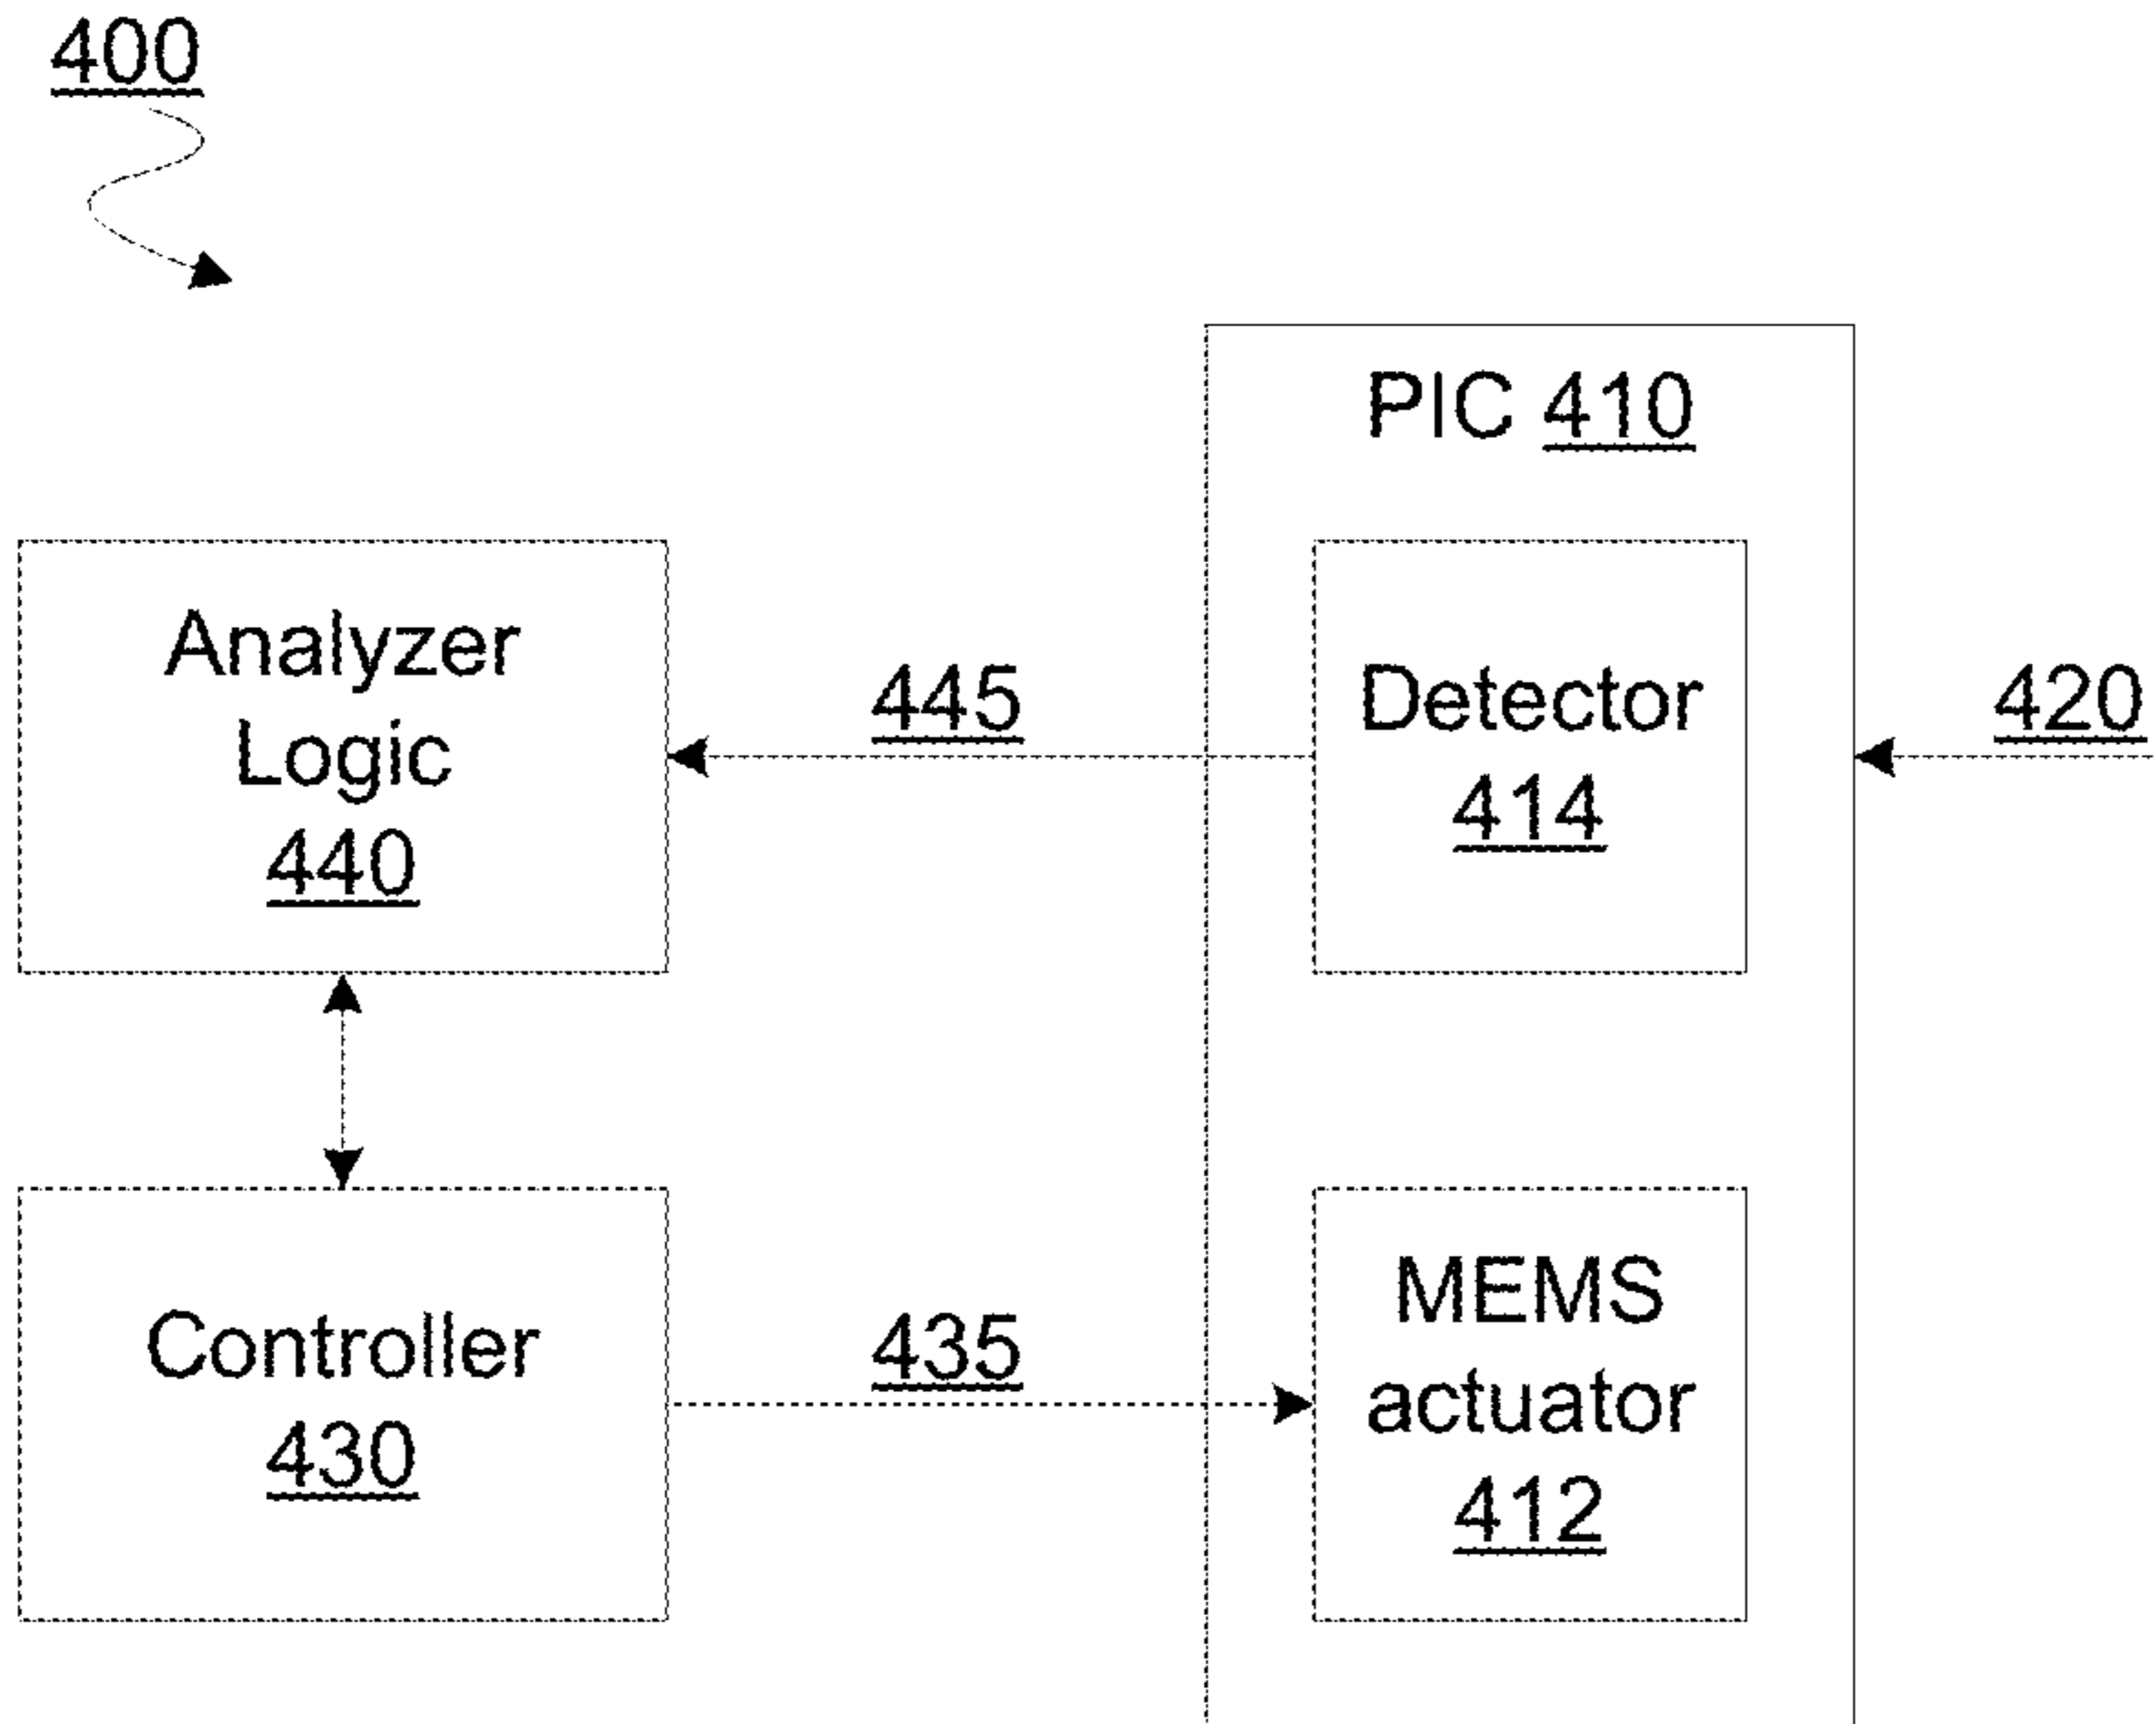 400
PIC 410
Analyzer
Logic
440
445
Detector
414
420
Controller
430
435
MEMS
actuator
412